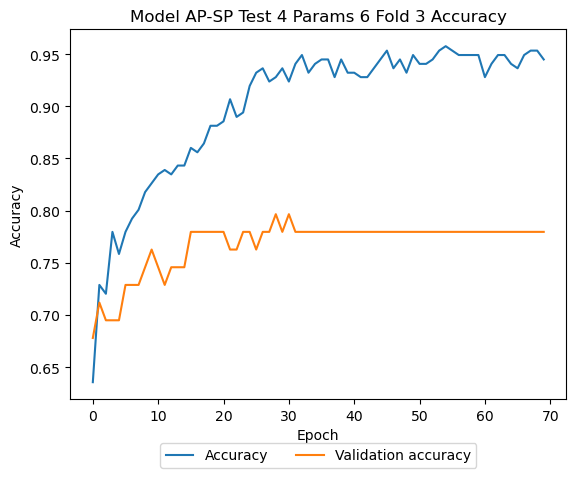 Model AP-SP Test 4 Params 6 Fold 3 Accuracy
Accuracy
0.95
0.90
0.85
0.80
0.75
0.70
0.65
0 10 20 30 40 50 60 70
Epoch
Accuracy Validation accuracy